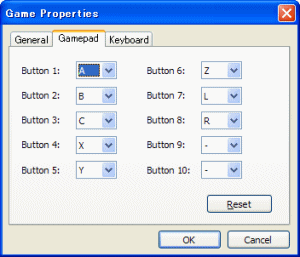 Game Properties
General Gamepad Keyboard
Button 1: A Button 6: Z
Button 2: B Button 7: L
Button 3: C Button 8: R
Button 4: X Button 9: -
Button 5: Y Button 10: -
Reset
OK Cancel